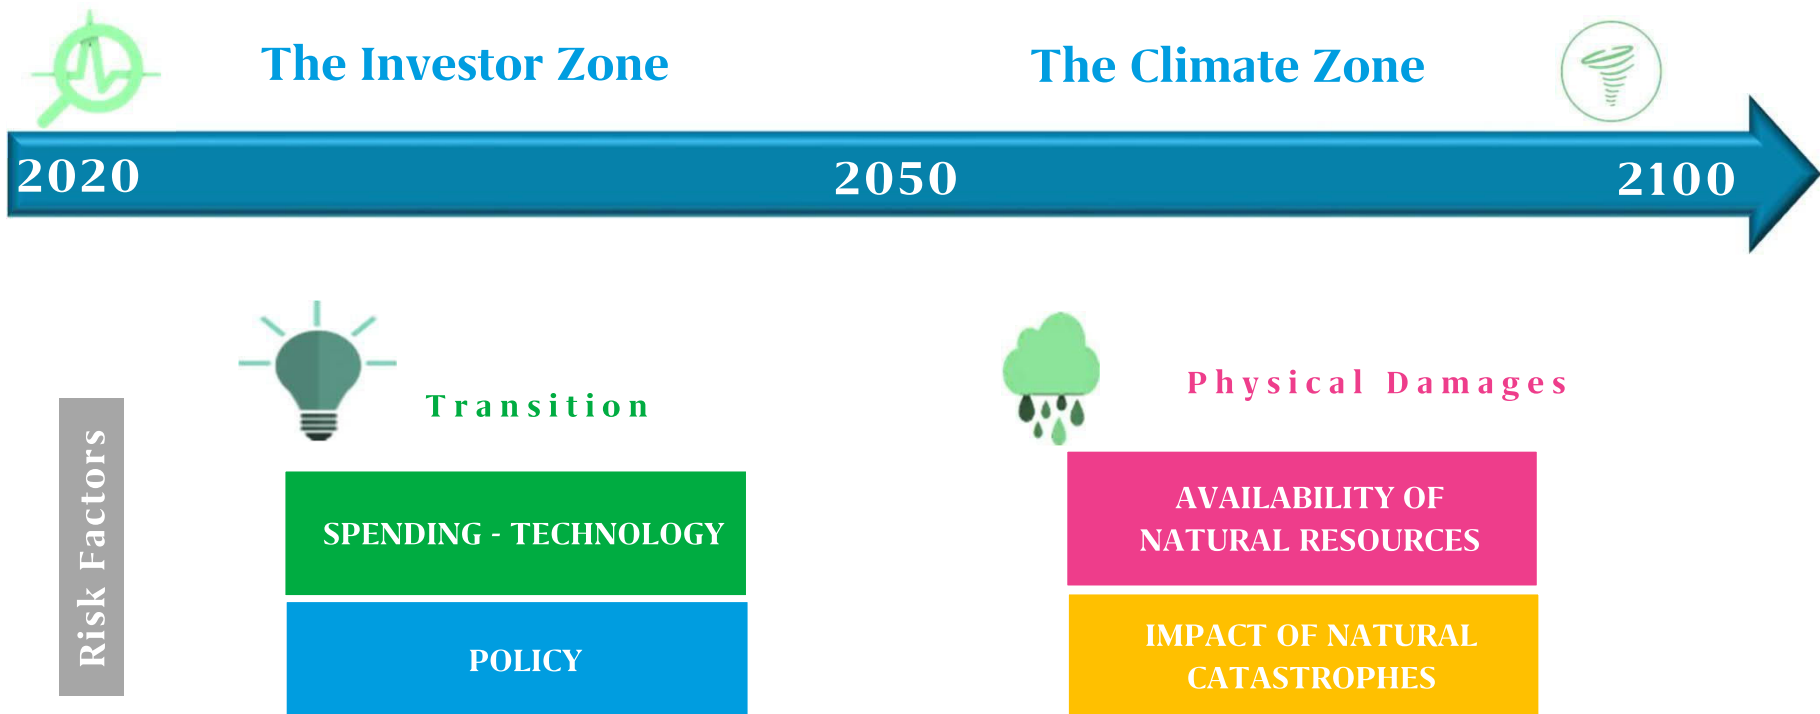 The Investor Zone
The Climate Zone
2020
2050
2100
Transition
Physical Damages
Risk Factors
SPENDING - TECHNOLOGY
POLICY
AVAILABILITY OF
NATURAL RESOURCES
IMPACT OF NATURAL
CATASTROPHES